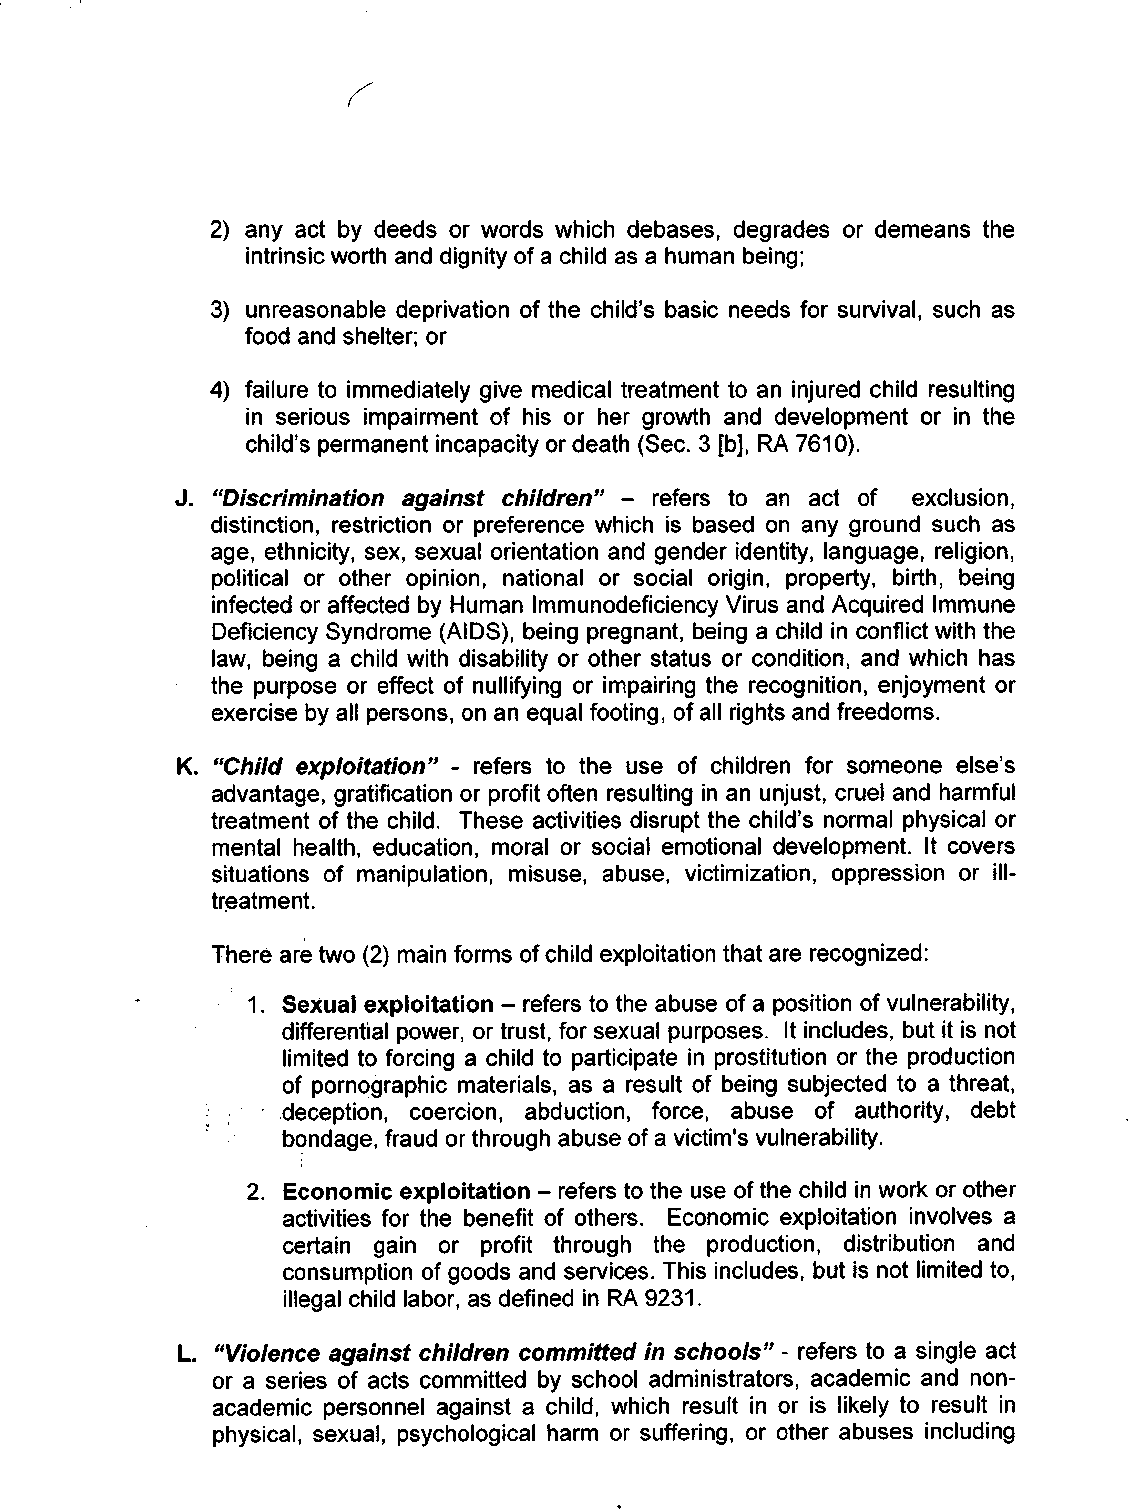 2) any act by deeds or words which debases, degrades or demeans the
intrinsic worth and dignity of a child as a human being;
3) unreasonable deprivation of the child's basic needs for survival, such as
food and shelter; or
4) failure to immediately give medical treatment to an injured child resulting
in serious impairment of his or her growth and development or in the
child's permanent incapacity or death (Sec. 3 [b], RA 7610).
J. "Discrimination against children" – refers to an act of exclusion,
distinction, restriction or preference which is based on any ground such as
age, ethnicity, sex, sexual orientation and gender identity, language, religion,
political or other opinion, national or social origin, property, birth, being
infected or affected by Human Immunodeficiency Virus and Acquired Immune
Deficiency Syndrome (AIDS), being pregnant, being a child in conflict with the
law, being a child with disability or other status or condition, and which has
the purpose or effect of nullifying or impairing the recognition, enjoyment or
exercise by all persons, on an equal footing, of all rights and freedoms.
K. "Child exploitation" - refers to the use of children for someone else's
advantage, gratification or profit often resulting in an unjust, cruel and harmful
treatment of the child. These activities disrupt the child's normal physical or
mental health, education, moral or social emotional development. It covers
situations of manipulation, misuse, abuse, victimization, oppression or ill-
treatment.
There are two (2) main forms of child exploitation that are recognized:
1. Sexual exploitation – refers to the abuse of a position of vulnerability,
differential power, or trust, for sexual purposes. It includes, but it is not
limited to forcing a child to participate in prostitution or the production
of pornographic materials, as a result of being subjected to a threat,
deception, coercion, abduction, force, abuse of authority, debt
bondage, fraud or through abuse of a victim's vulnerability.
2. Economic exploitation – refers to the use of the child in work or other
activities for the benefit of others. Economic exploitation involves a
certain gain or profit through the production, distribution and
consumption of goods and services. This includes, but is not limited to,
illegal child labor, as defined in RA 9231.
L. "Violence against children committed in schools" - refers to a single act
or a series of acts committed by school administrators, academic and non-
academic personnel against a child, which result in or is likely to result in
physical, sexual, psychological harm or suffering, or other abuses including